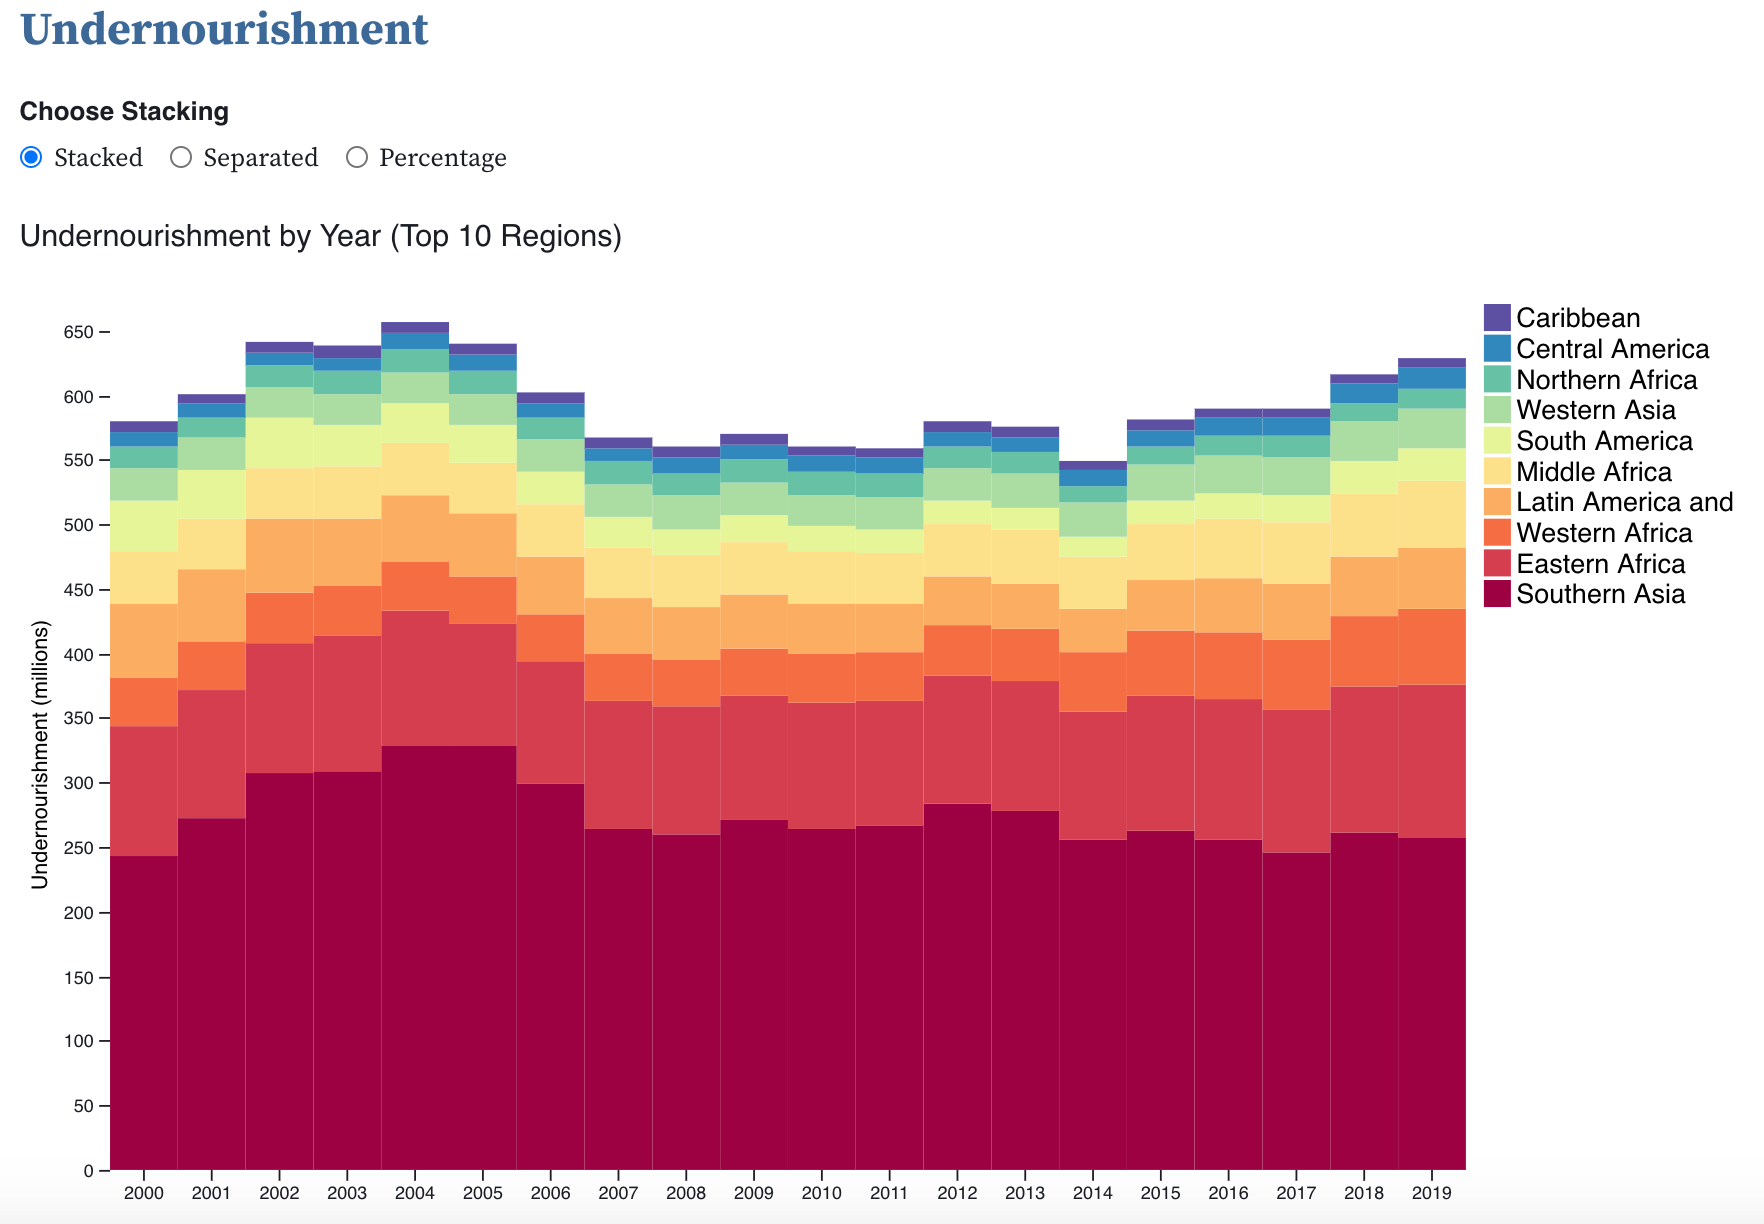 Undernourishment
Choose Stacking
Stacked Separated Percentage
Undernourishment by Year (Top 10 Regions)
Undernourishment (millions)
650
600
550
500
450
400
350
300
250
200
150
100
50
0
2000 2001 2002 2003 2004 2005 2006 2007 2008 2009 2010 2011 2012 2013 2014 2015 2016 2017 2018 2019
Caribbean
Central America
Northern Africa
Western Asia
South America
Middle Africa
Latin America and
Western Africa
Eastern Africa
Southern Asia